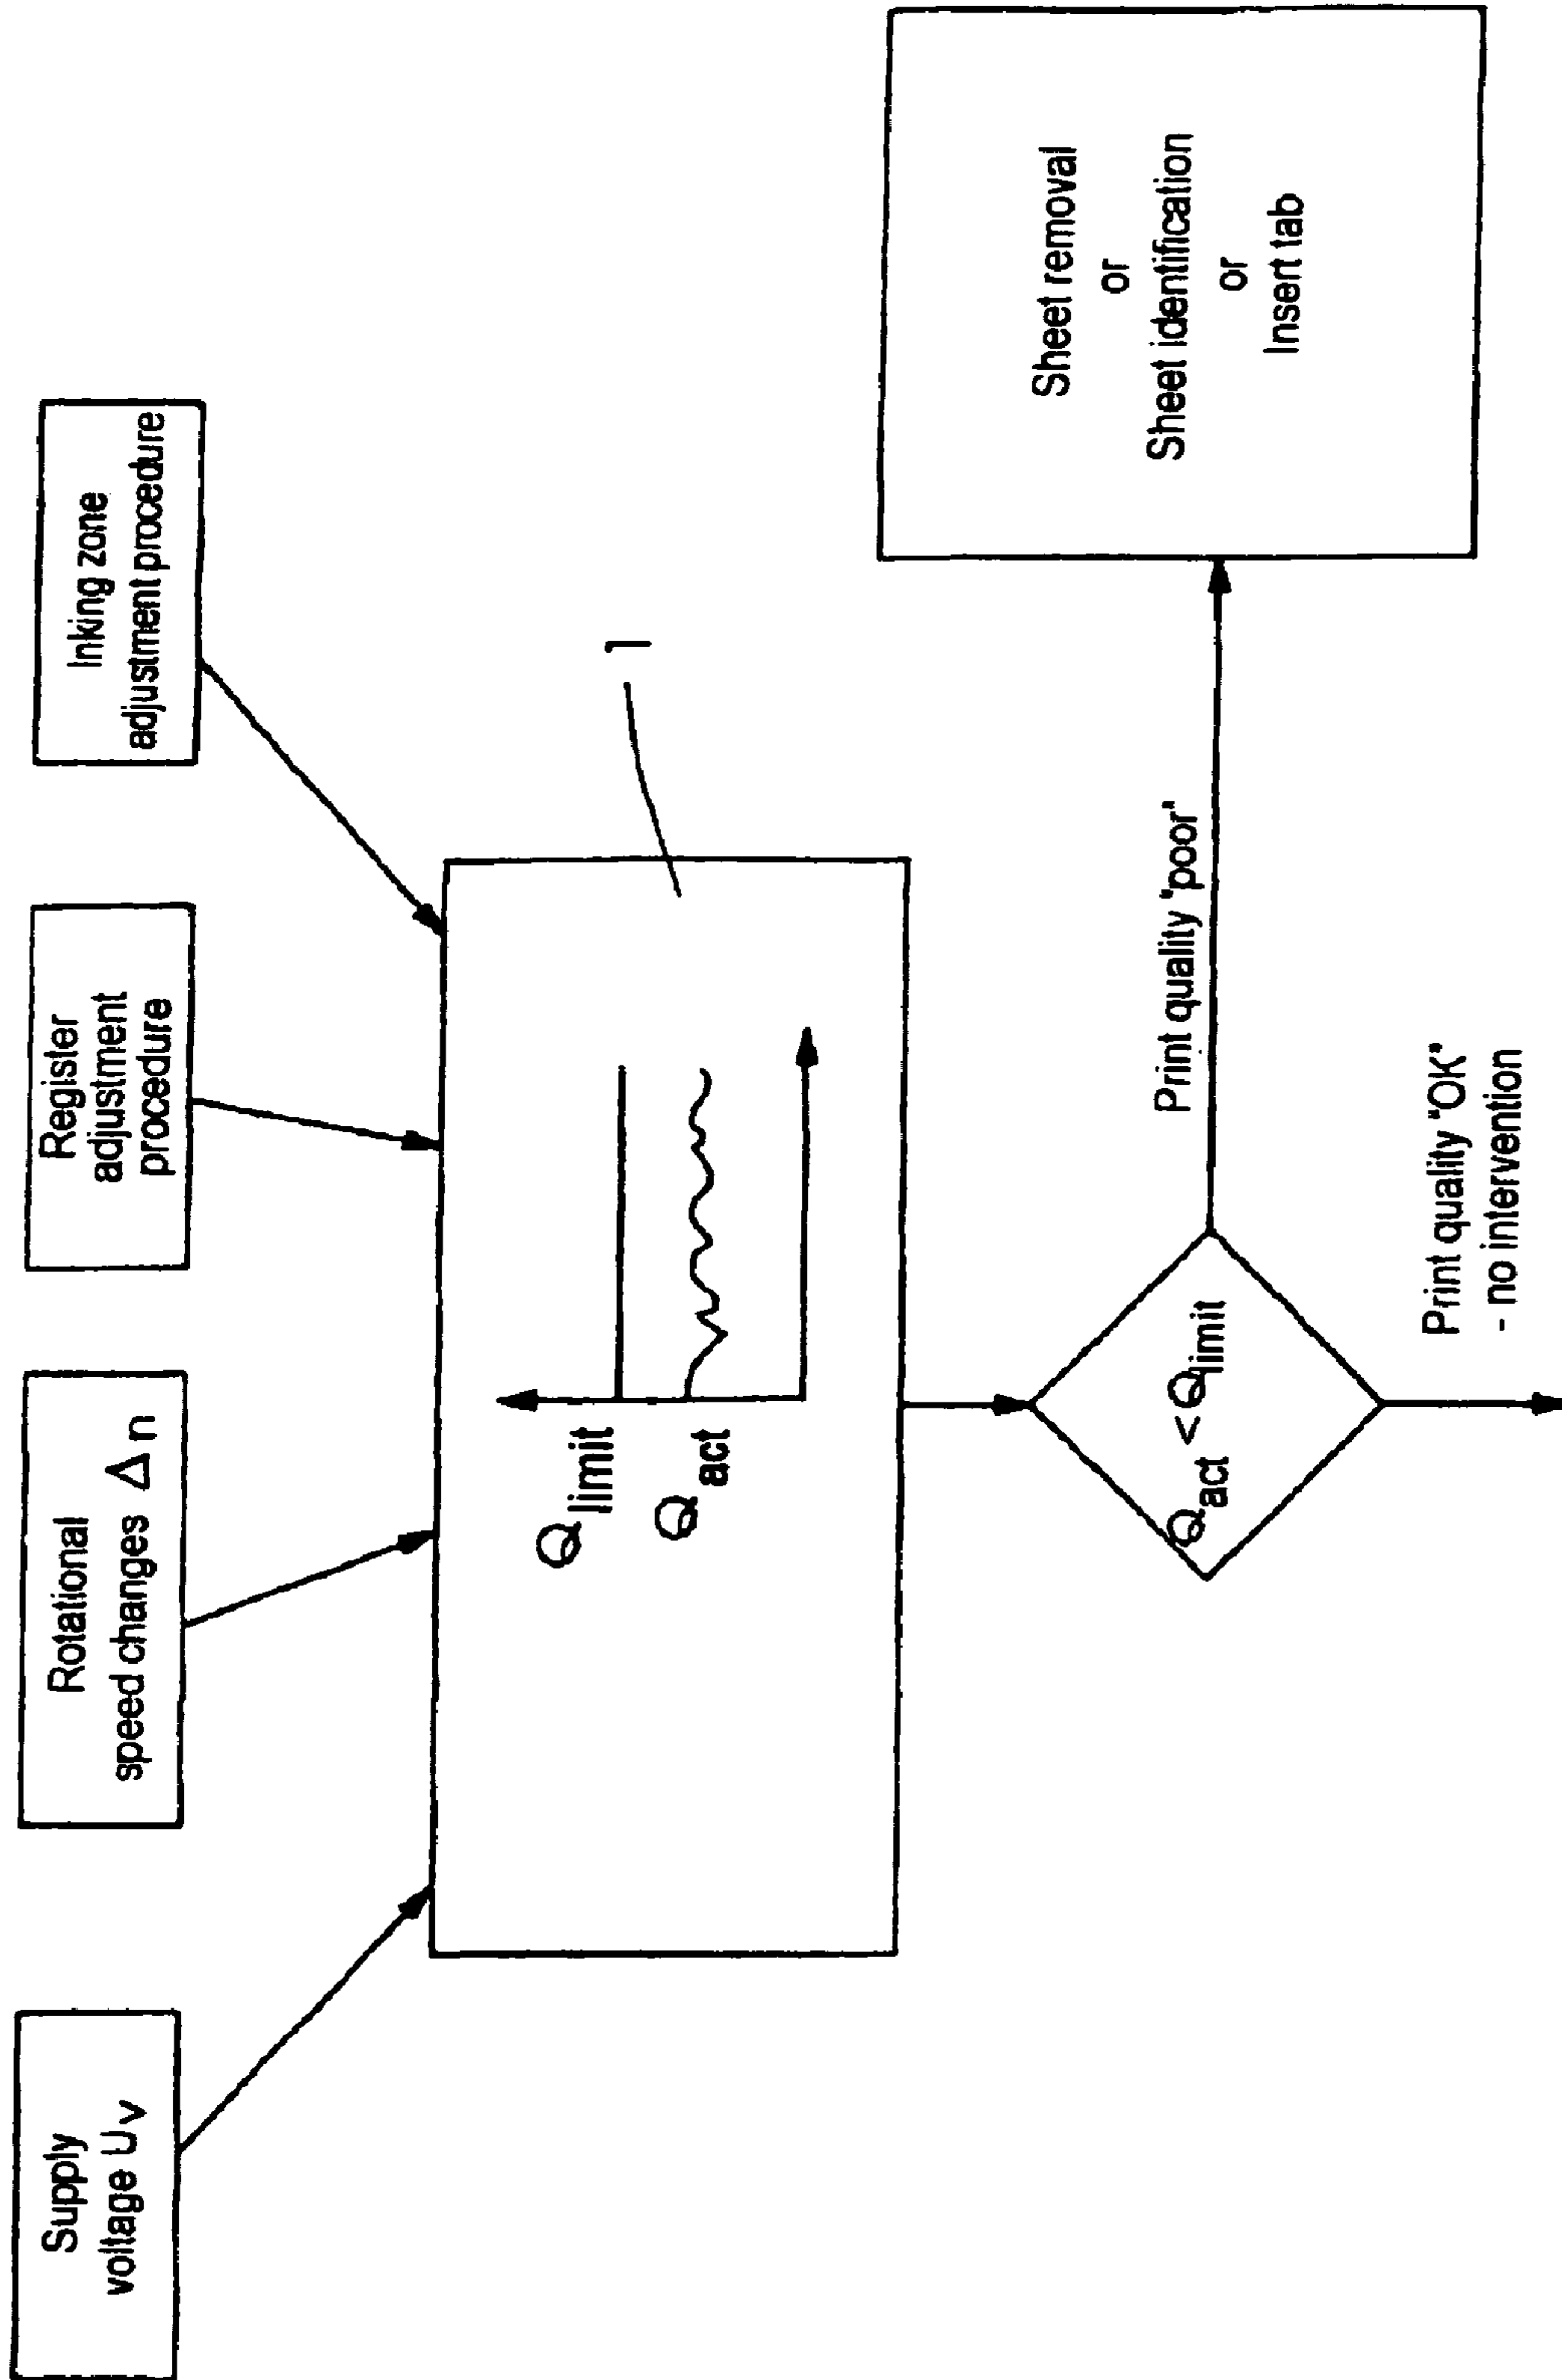 Supply
voltage Uv
Rotational
speed changes Δn
Register
adjustment
procedure
Inking zone
adjustment procedure
1
Qlimit
Qact
Qact < Qlimit
Print quality "poor"
Sheet removal
or
Sheet identification
or
Insert tab
Print quality "OK"
- no intervention